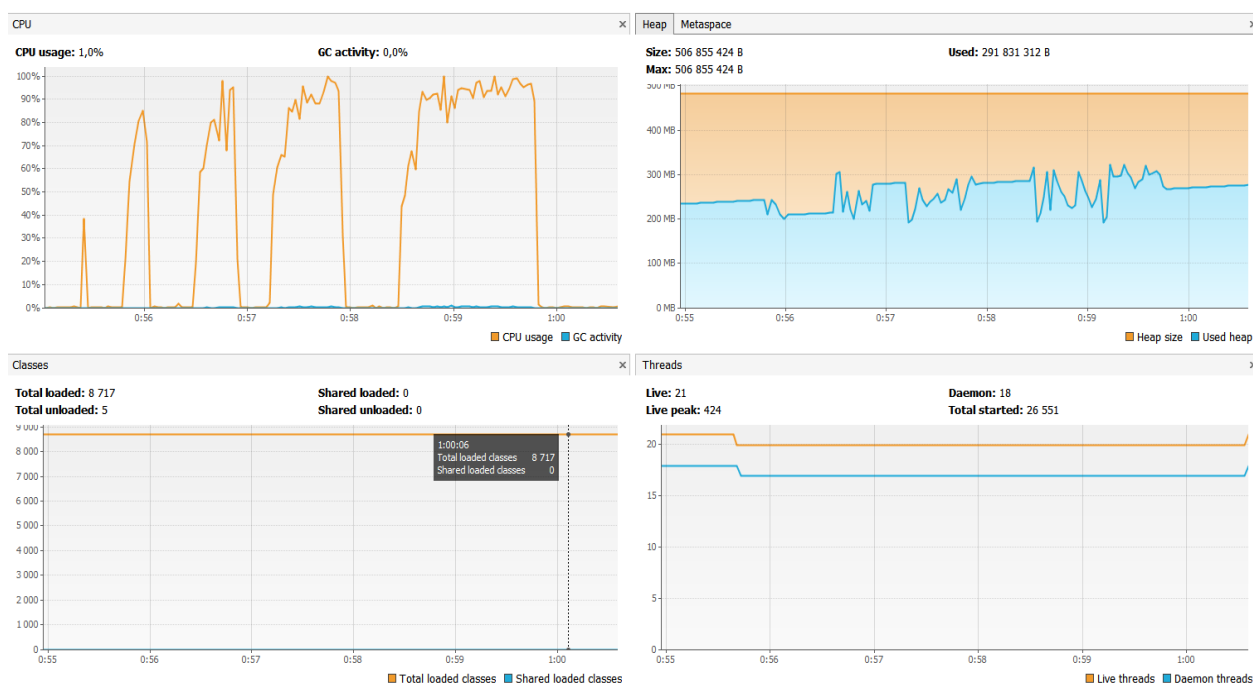 CPU
CPU usage: 1,0% GC activity: 0,0%
100%
90%
80%
70%
60%
50%
40%
30%
20%
10%
0%
0:56 0:57 0:58 0:59 1:00
CPU usage GC activity
Heap Metaspace
Size: 506 855 424 B Used: 291 831 312 B
Max: 506 855 424 B
500 MB
400 MB
300 MB
200 MB
100 MB
0 MB
0:55 0:56 0:57 0:58 0:59 1:00
Heap size Used heap
Classes
Total loaded: 8 717 Shared loaded: 0
Total unloaded: 5 Shared unloaded: 0
9 000
8 000
7 000
6 000
5 000
4 000
3 000
2 000
1 000
0
1:00:06
Total loaded classes 8 717
Shared loaded classes 0
0:55 0:56 0:57 0:58 0:59 1:00
Total loaded classes Shared loaded classes
Threads
Live: 21 Daemon: 18
Live peak: 424 Total started: 26 551
20
15
10
5
0
0:55 0:56 0:57 0:58 0:59 1:00
Live threads Daemon threads